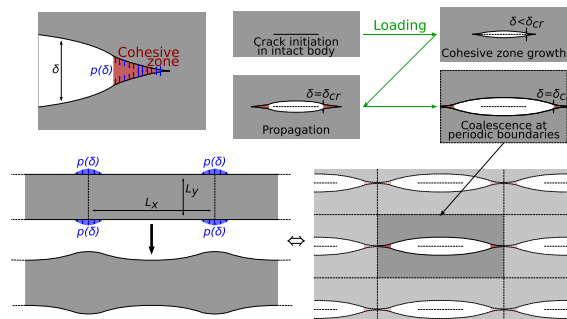 δ
Cohesive
zone
p(δ)
Crack initiation
in intact body
Loading
δ<δcr
Cohesive zone growth
δ=δcr
Propagation
δ=δc
Coalescence at
periodic boundaries
p(δ)
p(δ)
Ly
Lx
p(δ)
p(δ)
⇔